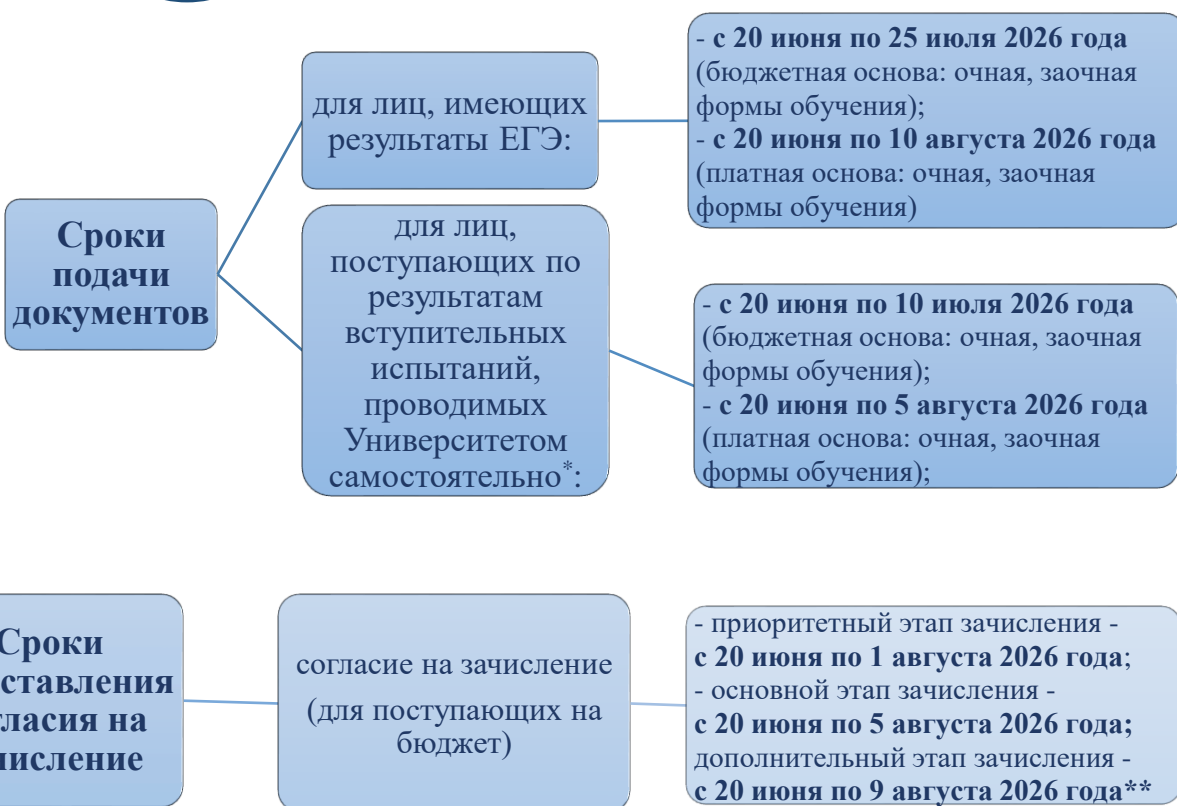 Сроки
подачи
документов
для лиц, имеющих
результаты ЕГЭ:
- с 20 июня по 25 июля 2026 года
(бюджетная основа: очная, заочная
формы обучения);
- с 20 июня по 10 августа 2026 года
(платная основа: очная, заочная
формы обучения)
для лиц,
поступающих по
результатам
вступительных
испытаний,
проводимых
Университетом
самостоятельно*:
- с 20 июня по 10 июля 2026 года
(бюджетная основа: очная, заочная
формы обучения);
- с 20 июня по 5 августа 2026 года
(платная основа: очная, заочная
формы обучения);
Сроки
ставления
гласия на
числение
согласие на зачисление
(для поступающих на
бюджет)
- приоритетный этап зачисления -
с 20 июня по 1 августа 2026 года;
- основной этап зачисления -
с 20 июня по 5 августа 2026 года;
дополнительный этап зачисления -
с 20 июня по 9 августа 2026 года**